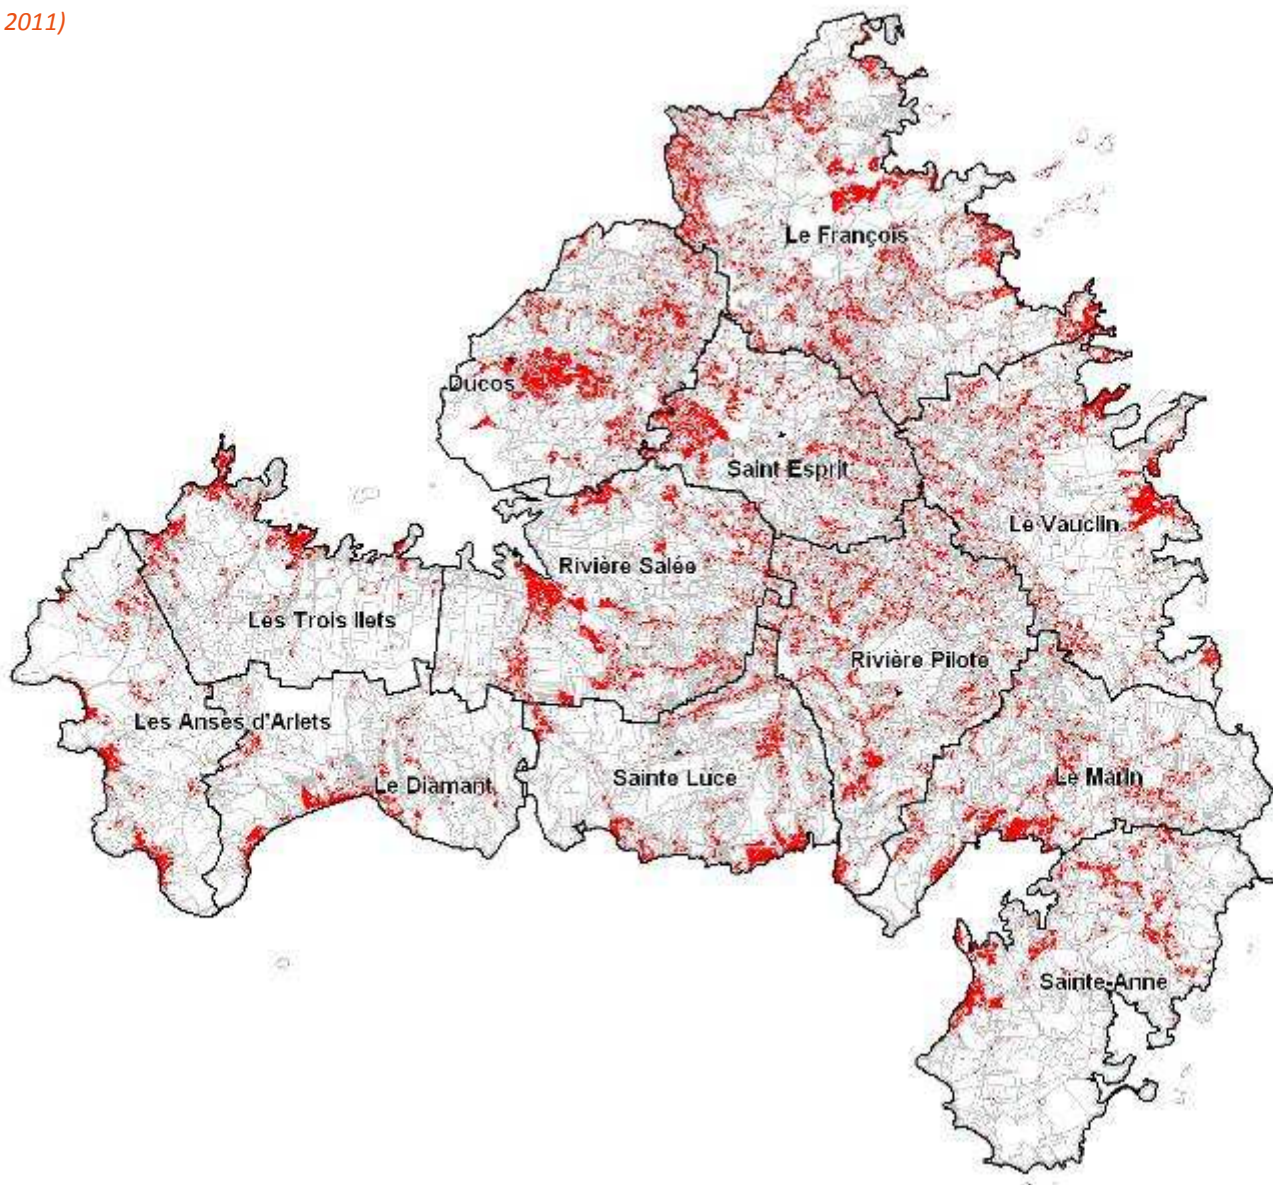 2011)
Le François
Ducos
Saint Esprit
Le Vauclin
Rivière Salée
Les Trois Ilets
Rivière Pilote
Les Anses d'Arlets
Le Diamant
Sainte Luce
Le Marin
Sainte-Anne